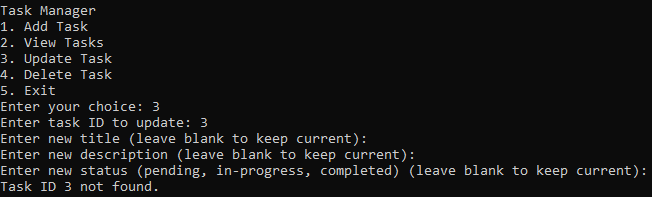 Task Manager
1. Add Task
2. View Tasks
3. Update Task
4. Delete Task
5. Exit
Enter your choice: 3
Enter task ID to update: 3
Enter new title (leave blank to keep current):
Enter new description (leave blank to keep current):
Enter new status (pending, in-progress, completed) (leave blank to keep current):
Task ID 3 not found.